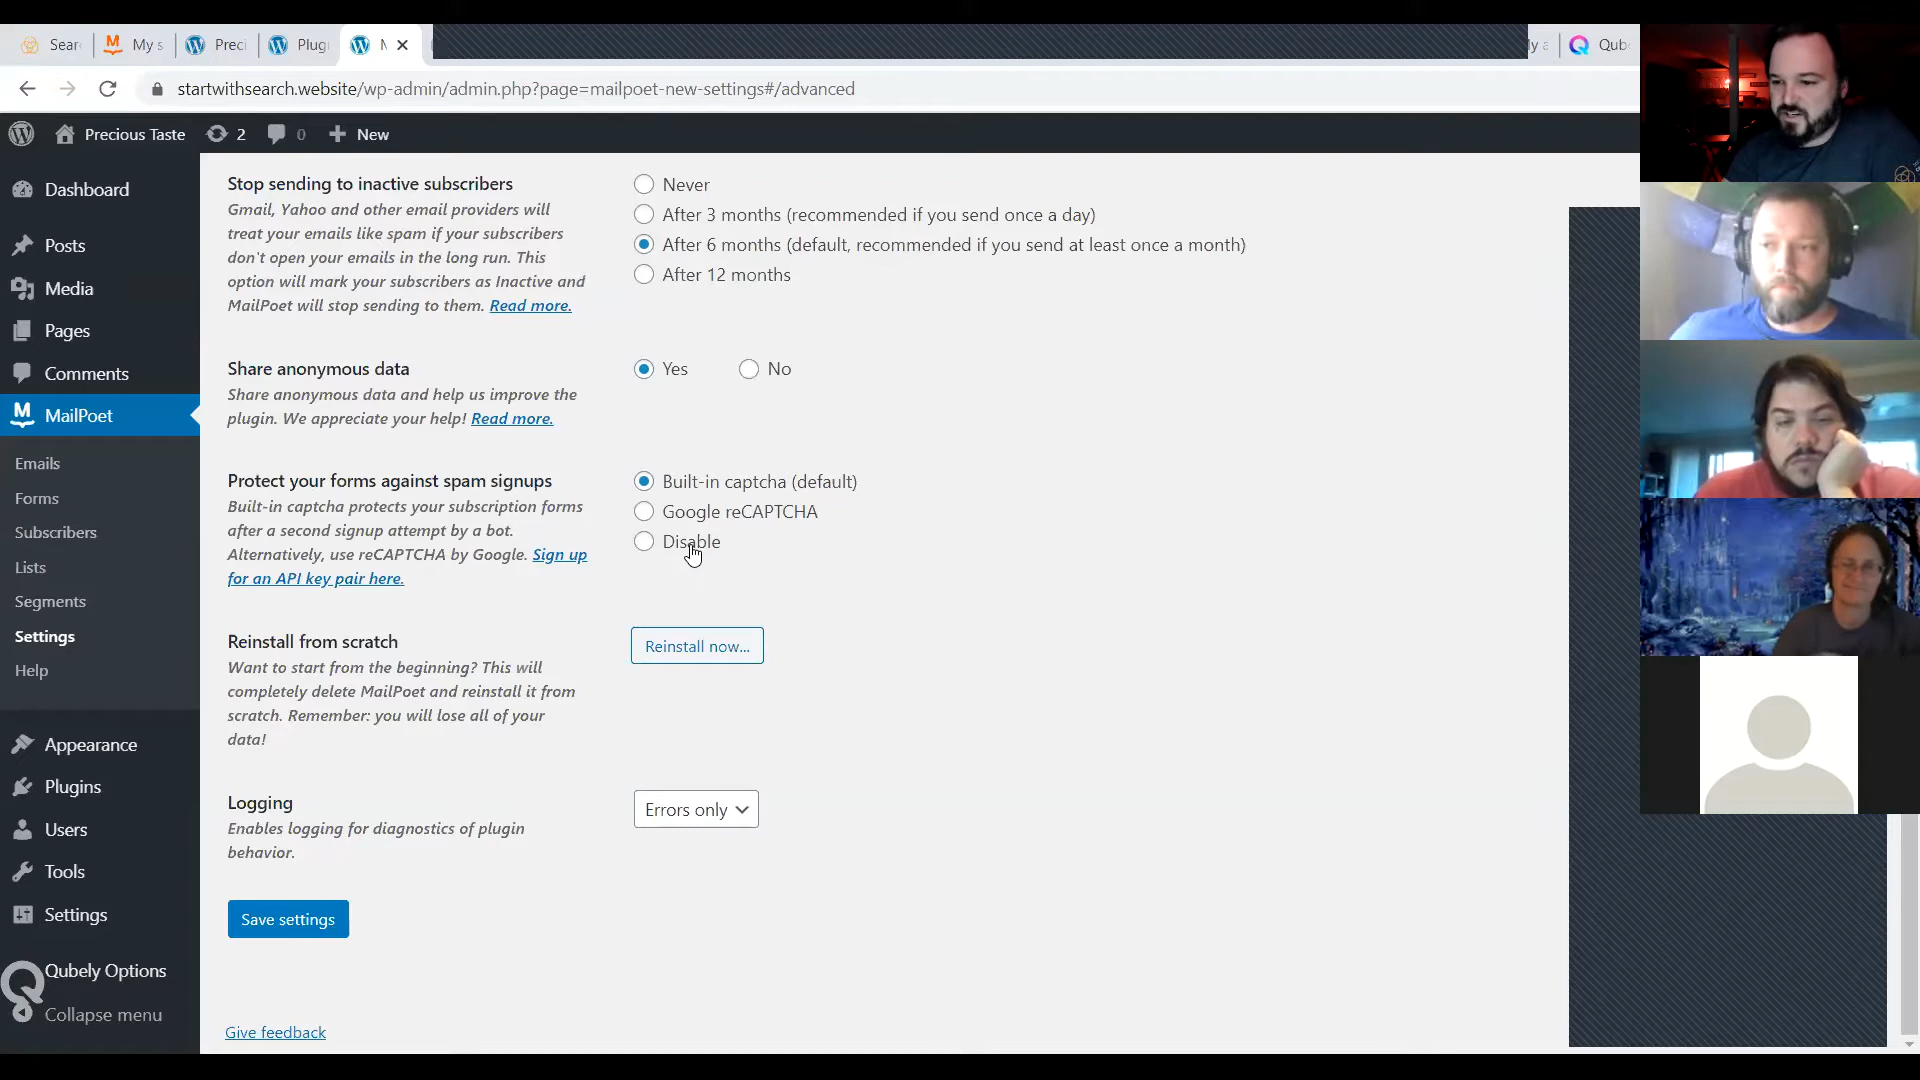 Sear
My s
Preci
Plugi
ly a
Qub
startwithsearch.website/wp-admin/admin.php?page=mailpoet-new-settings#/advanced
Precious Taste
2
0
New
Dashboard
Posts
Media
Pages
Comments
MailPoet
Emails
Forms
Subscribers
Lists
Segments
Settings
Help
Appearance
Plugins
Users
Tools
Settings
Qubely Options
Collapse menu
Stop sending to inactive subscribers
Gmail, Yahoo and other email providers will
treat your emails like spam if your subscribers
don't open your emails in the long run. This
option will mark your subscribers as Inactive and
MailPoet will stop sending to them. Read more.
Never
After 3 months (recommended if you send once a day)
After 6 months (default, recommended if you send at least once a month)
After 12 months
Share anonymous data
Share anonymous data and help us improve the
plugin. We appreciate your help! Read more.
Yes
No
Protect your forms against spam signups
Built-in captcha protects your subscription forms
after a second signup attempt by a bot.
Alternatively, use reCAPTCHA by Google. Sign up
for an API key pair here.
Built-in captcha (default)
Google reCAPTCHA
Disable
Reinstall from scratch
Want to start from the beginning? This will
completely delete MailPoet and reinstall it from
scratch. Remember: you will lose all of your
data!
Reinstall now...
Logging
Enables logging for diagnostics of plugin
behavior.
Errors only
Save settings
Give feedback